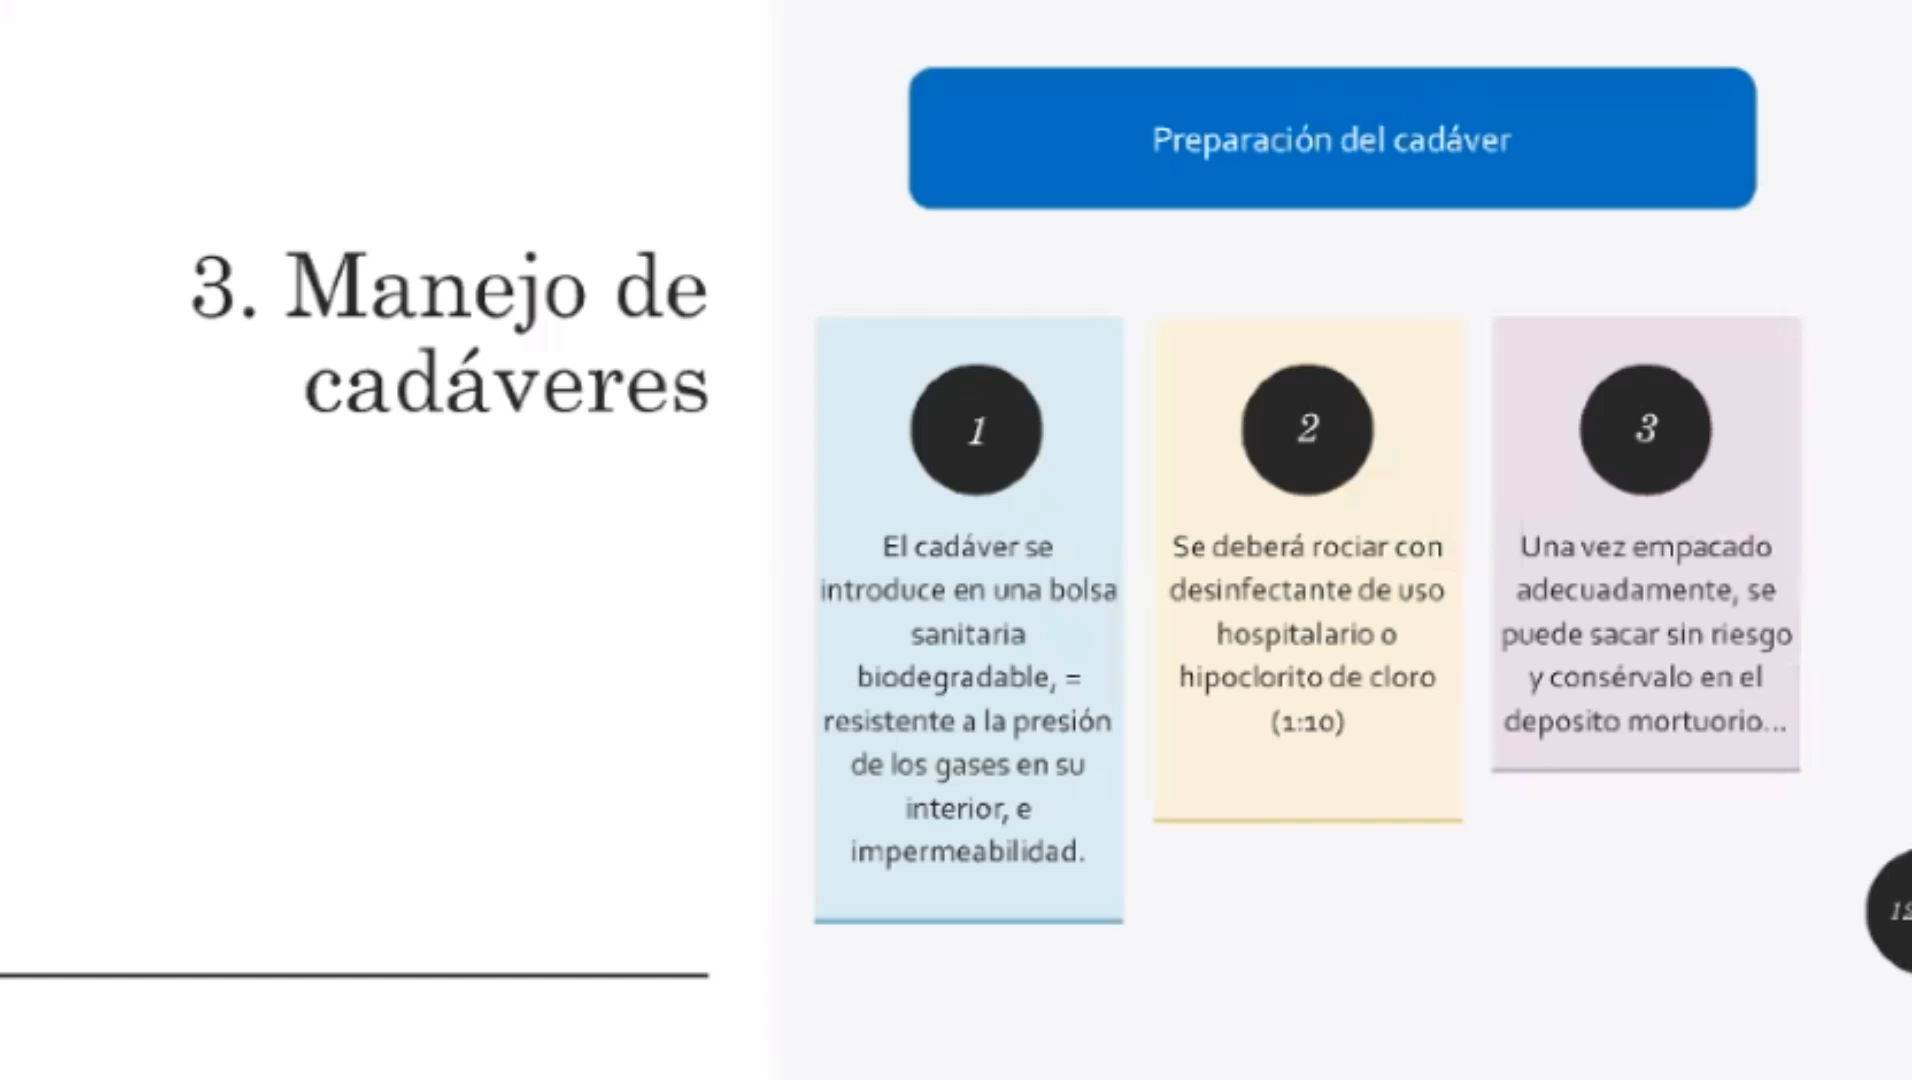 3. Manejo de
cadáveres
Preparación del cadáver
1
El cadáver se
introduce en una bolsa
sanitaria
biodegradable, =
resistente a la presión
de los gases en su
interior, e
impermeabilidad.
2
Se deberá rociar con
desinfectante de uso
hospitalario o
hipoclorito de cloro
(1:10)
3
Una vez empacado
adecuadamente, se
puede sacar sin riesgo
y consérvalo en el
deposito mortuorio...